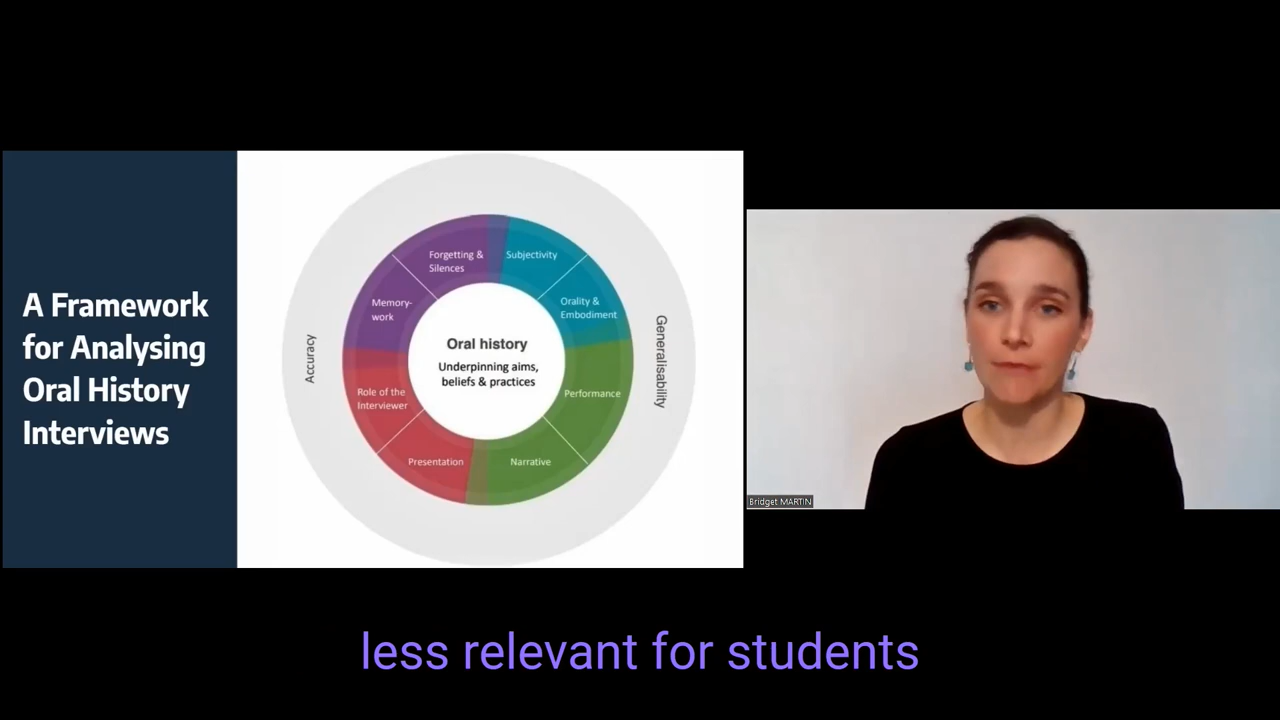 A Framework
for Analysing
Oral History
Interviews
Forgetting &
Silences
Subjectivity
Memory-
work
Orality &
Embodiment
Accuracy
Oral history
Underpinning aims,
beliefs & practices
Generalisability
Role of the
Interviewer
Performance
Presentation
Narrative
Bridget MARTIN
less relevant for students